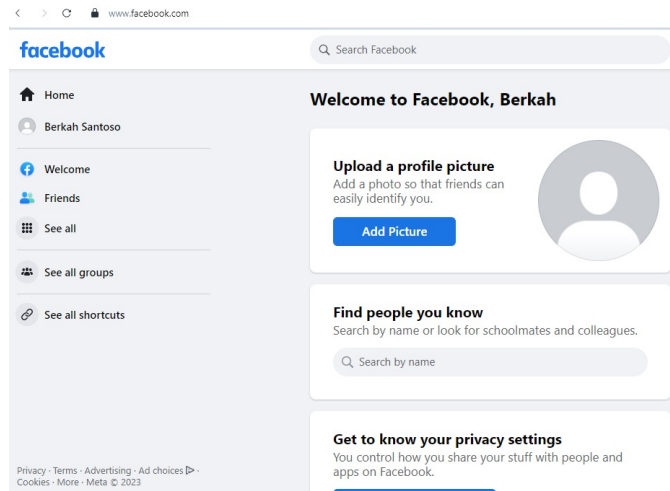 www.facebook.com
facebook
Search Facebook
Home
Berkah Santoso
Welcome
Friends
See all
See all groups
See all shortcuts
Privacy · Terms · Advertising · Ad choices ·
Cookies · More · Meta © 2023
Welcome to Facebook, Berkah
Upload a profile picture
Add a photo so that friends can
easily identify you.
Add Picture
Find people you know
Search by name or look for schoolmates and colleagues.
Search by name
Get to know your privacy settings
You control how you share your stuff with people and
apps on Facebook.